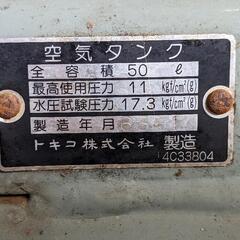 空気タンク
全容積 50 ℓ
最高使用圧力 11 kgf/cm²(g)
水圧試験圧力 17.3 kgf/cm²(g)
製造年月
トキコ株式会社 製造
4C33804